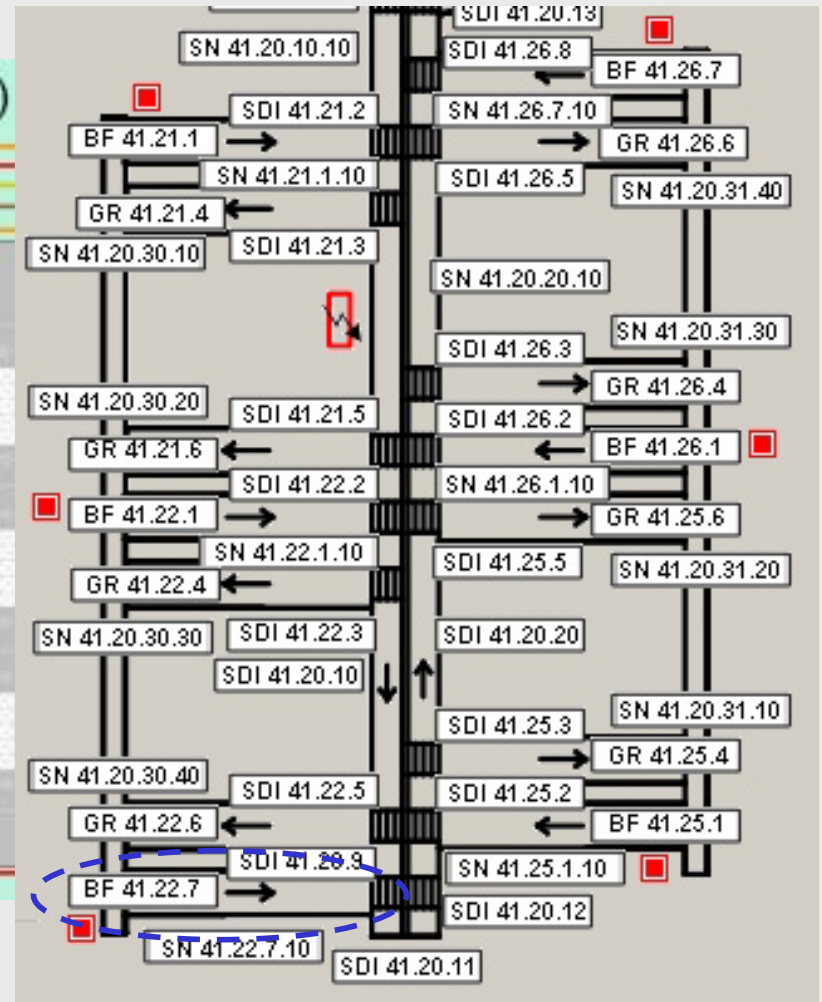 )
SDI 41.20.13
SN 41.20.10.10
SDI 41.26.8
BF 41.26.7
SDI 41.21.2
SN 41.26.7.10
BF 41.21.1
GR 41.26.6
SN 41.21.1.10
SDI 41.26.5
SN 41.20.31.40
GR 41.21.4
SN 41.20.30.10
SDI 41.21.3
SN 41.20.20.10
SN 41.20.31.30
SDI 41.26.3
GR 41.26.4
SN 41.20.30.20
SDI 41.21.5
SDI 41.26.2
GR 41.21.6
BF 41.26.1
SDI 41.22.2
SN 41.26.1.10
BF 41.22.1
GR 41.25.6
SN 41.22.1.10
SDI 41.25.5
SN 41.20.31.20
GR 41.22.4
SN 41.20.30.30
SDI 41.22.3
SDI 41.20.20
SDI 41.20.10
SN 41.20.31.10
SDI 41.25.3
GR 41.25.4
SN 41.20.30.40
SDI 41.22.5
SDI 41.25.2
GR 41.22.6
BF 41.25.1
SDI 41.20.9
SN 41.25.1.10
BF 41.22.7
SDI 41.20.12
SN 41.22.7.10
SDI 41.20.11